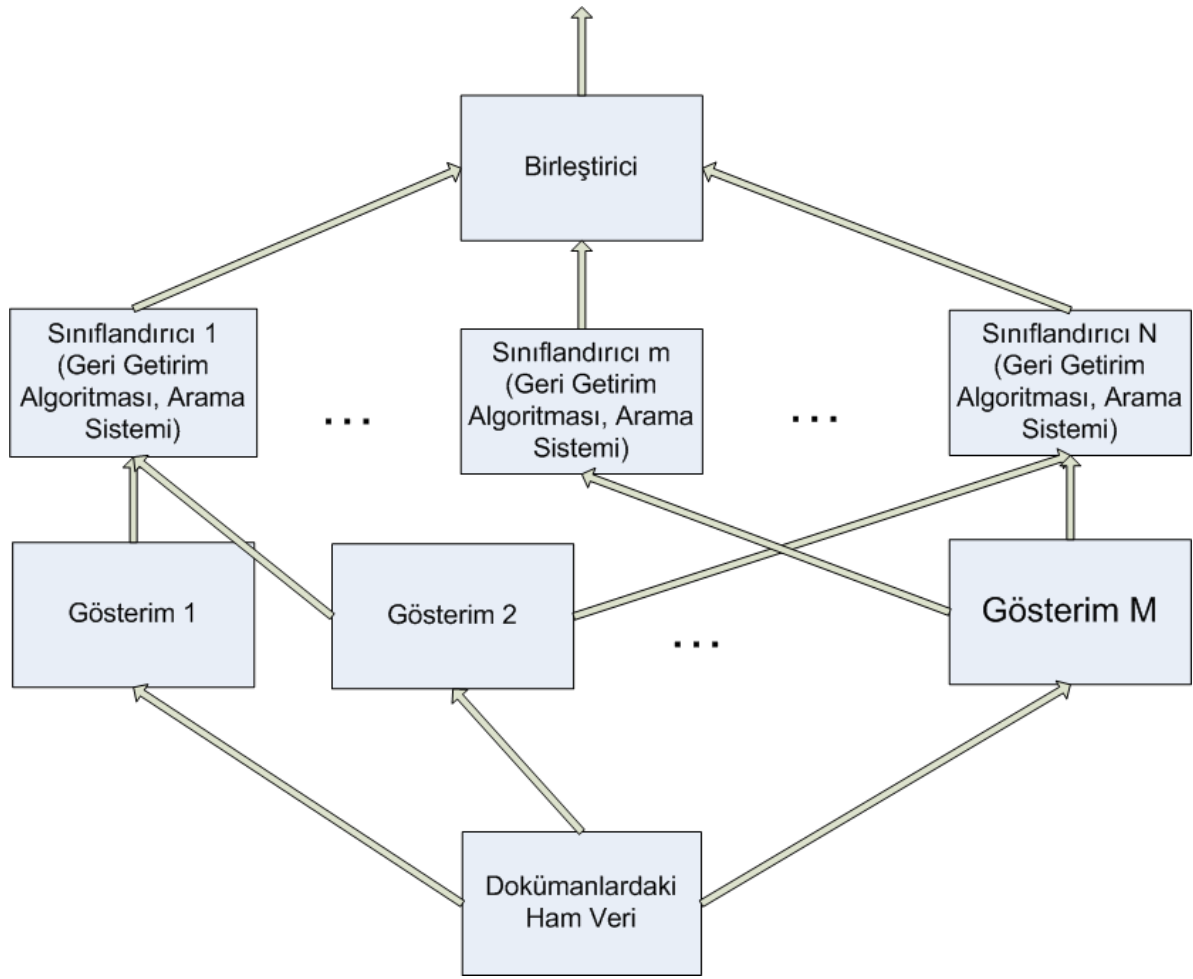 Birleştirici
Sınıflandırıcı 1
(Geri Getirim
Algoritması, Arama
Sistemi)
...
Sınıflandırıcı m
(Geri Getirim
Algoritması, Arama
Sistemi)
...
Sınıflandırıcı N
(Geri Getirim
Algoritması, Arama
Sistemi)
Gösterim 1
Gösterim 2
...
Gösterim M
Dokümanlardaki
Ham Veri